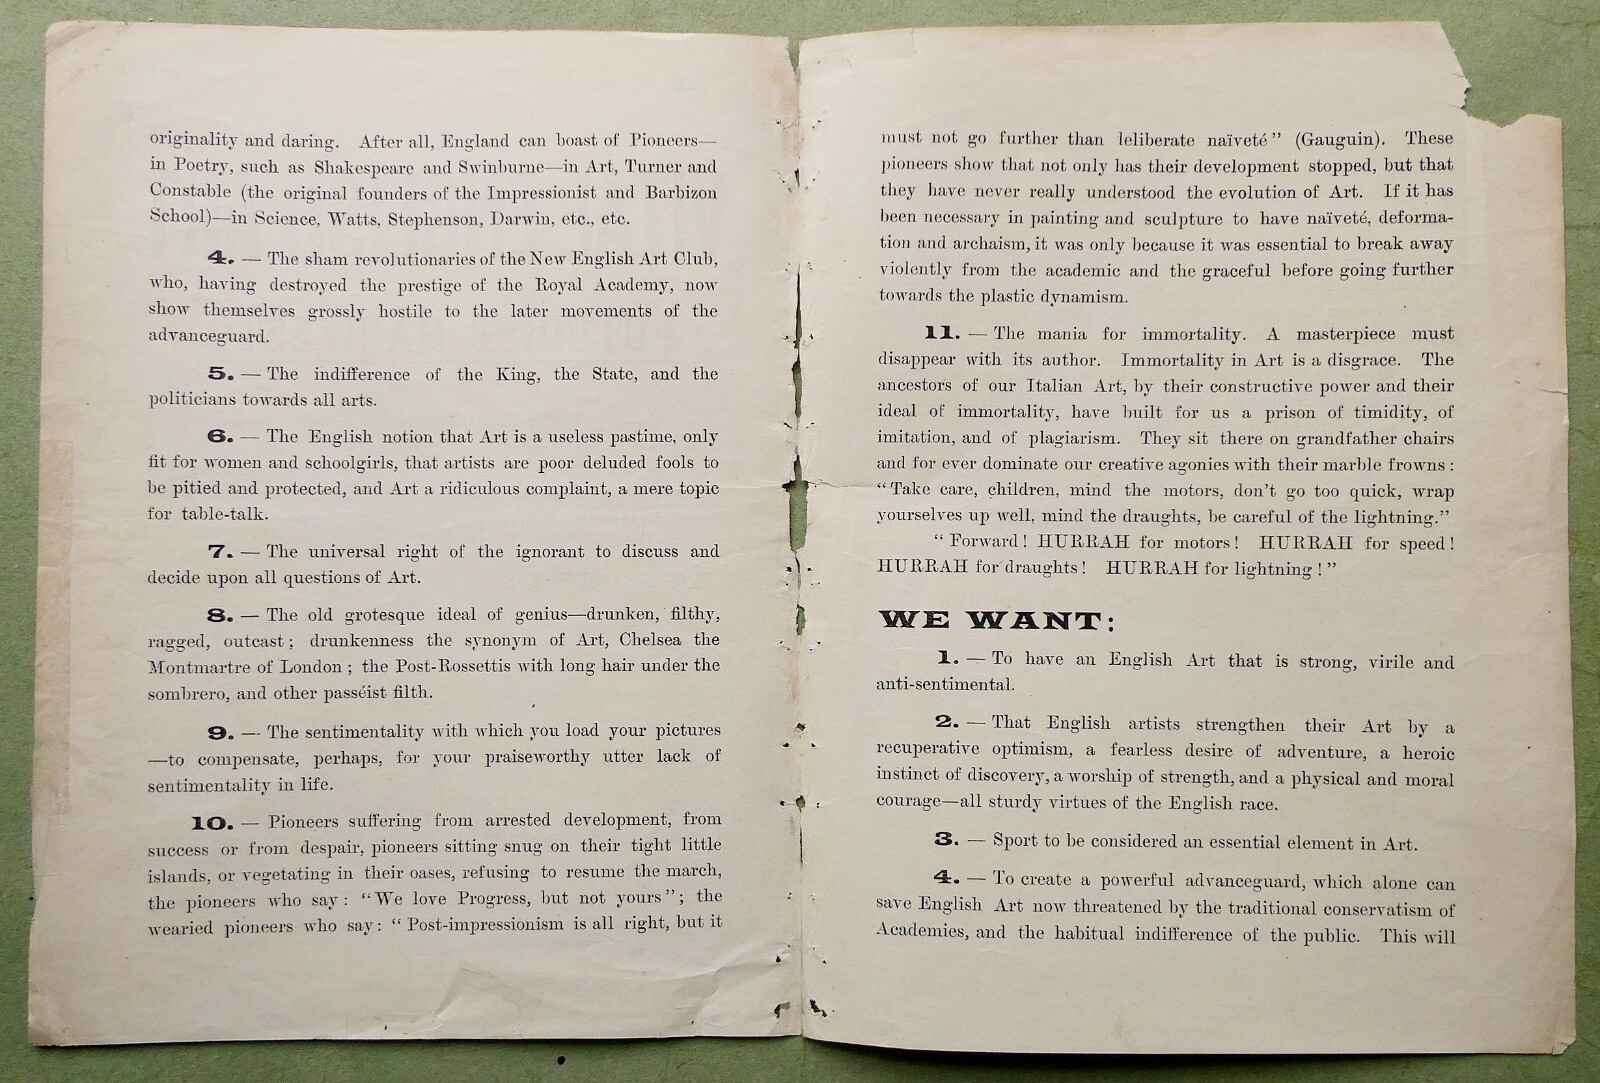 originality and daring. After all, England can boast of Pioneers—
in Poetry, such as Shakespeare and Swinburne—in Art, Turner and
Constable (the original founders of the Impressionist and Barbizon
School)—in Science, Watts, Stephenson, Darwin, etc., etc.
4. — The sham revolutionaries of the New English Art Club,
who, having destroyed the prestige of the Royal Academy, now
show themselves grossly hostile to the later movements of the
advanceguard.
5. — The indifference of the King, the State, and the
politicians towards all arts.
6. — The English notion that Art is a useless pastime, only
fit for women and schoolgirls, that artists are poor deluded fools to
be pitied and protected, and Art a ridiculous complaint, a mere topic
for table-talk.
7. — The universal right of the ignorant to discuss and
decide upon all questions of Art.
8. — The old grotesque ideal of genius—drunken, filthy,
ragged, outcast; drunkenness the synonym of Art, Chelsea the
Montmartre of London; the Post-Rossettis with long hair under the
sombrero, and other passéist filth.
9. — The sentimentality with which you load your pictures
—to compensate, perhaps, for your praiseworthy utter lack of
sentimentality in life.
10. — Pioneers suffering from arrested development, from
success or from despair, pioneers sitting snug on their tight little
islands, or vegetating in their oases, refusing to resume the march,
the pioneers who say: "We love Progress, but not yours"; the
wearied pioneers who say: "Post-impressionism is all right, but it
must not go further than leliberate naïveté" (Gauguin). These
pioneers show that not only has their development stopped, but that
they have never really understood the evolution of Art. If it has
been necessary in painting and sculpture to have naïveté, deforma-
tion and archaism, it was only because it was essential to break away
violently from the academic and the graceful before going further
towards the plastic dynamism.
11. — The mania for immortality. A masterpiece must
disappear with its author. Immortality in Art is a disgrace. The
ancestors of our Italian Art, by their constructive power and their
ideal of immortality, have built for us a prison of timidity, of
imitation, and of plagiarism. They sit there on grandfather chairs
and for ever dominate our creative agonies with their marble frowns:
"Take care, children, mind the motors, don't go too quick, wrap
yourselves up well, mind the draughts, be careful of the lightning."
"Forward! HURRAH for motors! HURRAH for speed!
HURRAH for draughts! HURRAH for lightning!"
WE WANT:
1. — To have an English Art that is strong, virile and
anti-sentimental.
2. — That English artists strengthen their Art by a
recuperative optimism, a fearless desire of adventure, a heroic
instinct of discovery, a worship of strength, and a physical and moral
courage—all sturdy virtues of the English race.
3. — Sport to be considered an essential element in Art.
4. — To create a powerful advanceguard, which alone can
save English Art now threatened by the traditional conservatism of
Academies, and the habitual indifference of the public. This will